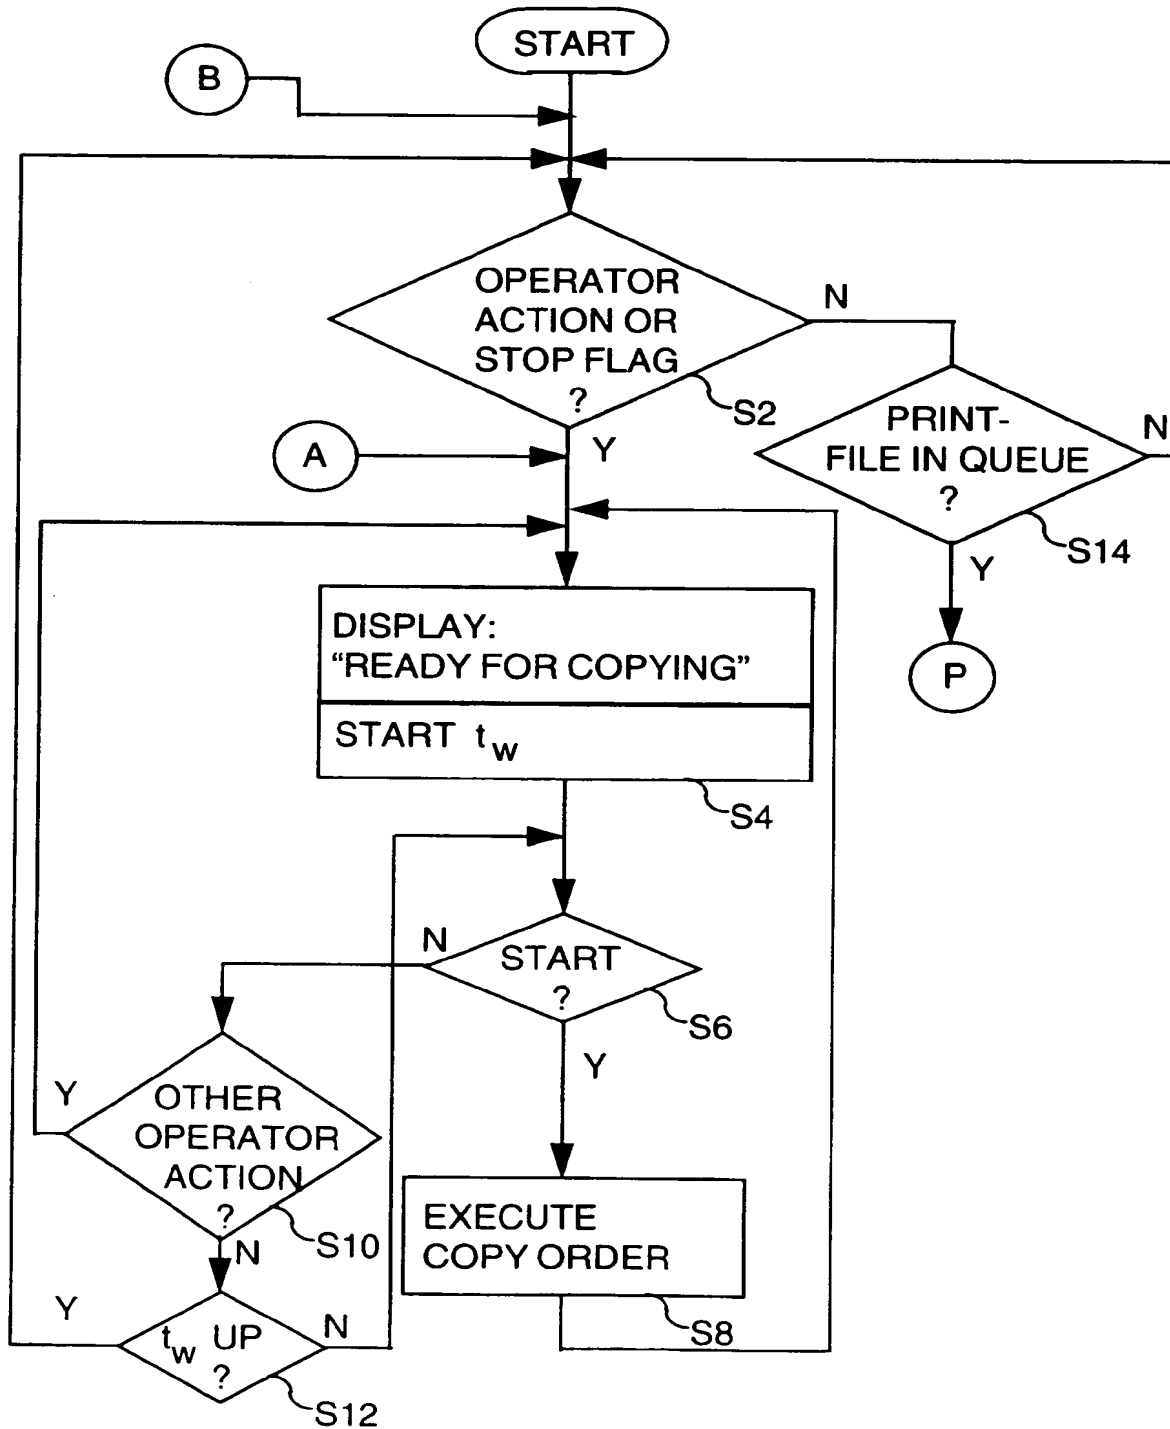 START
B
OPERATOR
ACTION OR
STOP FLAG
?
N
S2
Y
A
PRINT-
FILE IN QUEUE
?
N
S14
Y
P
DISPLAY:
“READY FOR COPYING”
START tw
S4
START
?
N
S6
Y
OTHER
OPERATOR
ACTION
?
Y
S10
N
EXECUTE
COPY ORDER
S8
tw UP
?
Y
N
S12